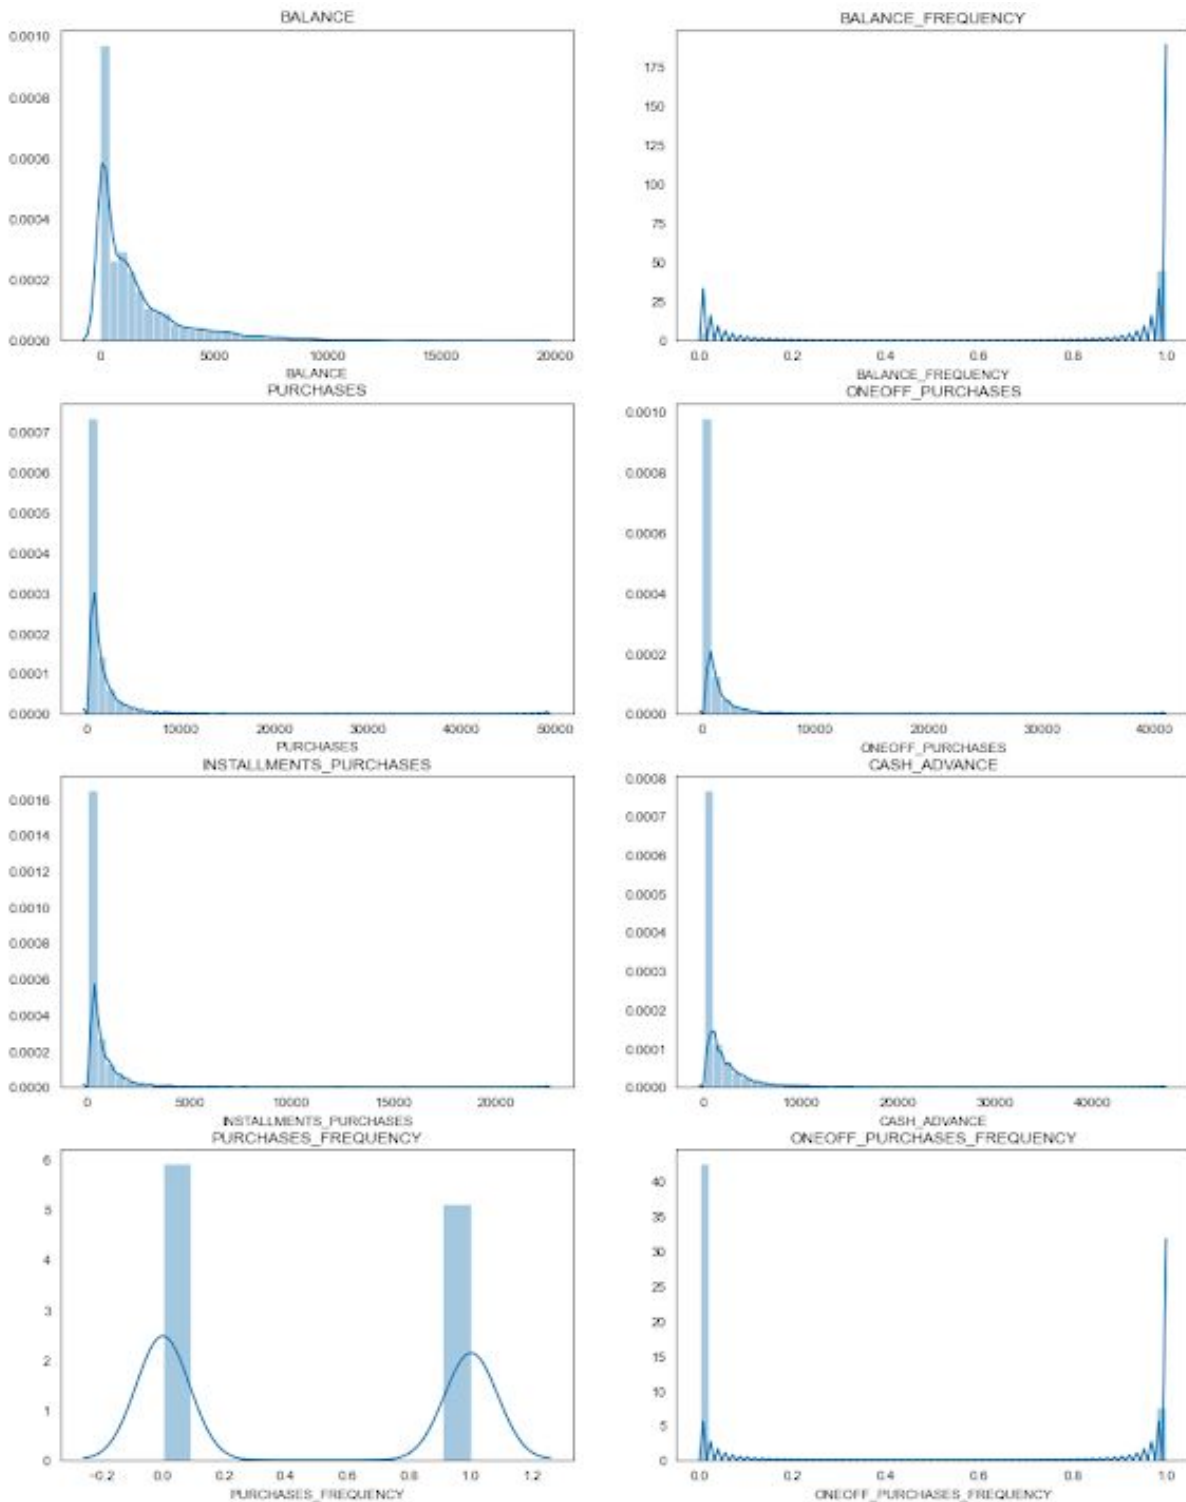 BALANCE
0.0010
0.0008
0.0006
0.0004
0.0002
0.0000
0 5000 10000 15000 20000
BALANCE
BALANCE_FREQUENCY
175
150
125
100
75
50
25
0
0.0 0.2 0.4 0.6 0.8 1.0
BALANCE_FREQUENCY
PURCHASES
0.0007
0.0006
0.0005
0.0004
0.0003
0.0002
0.0001
0.0000
0 10000 20000 30000 40000 50000
PURCHASES
ONEOFF_PURCHASES
0.0010
0.0008
0.0006
0.0004
0.0002
0.0000
0 10000 20000 30000 40000
ONEOFF_PURCHASES
INSTALLMENTS_PURCHASES
0.0016
0.0014
0.0012
0.0010
0.0008
0.0006
0.0004
0.0002
0.0000
0 5000 10000 15000 20000
INSTALLMENTS_PURCHASES
CASH_ADVANCE
0.0008
0.0007
0.0006
0.0005
0.0004
0.0003
0.0002
0.0001
0.0000
0 10000 20000 30000 40000
CASH_ADVANCE
PURCHASES_FREQUENCY
6
5
4
3
2
1
0
−0.2 0.0 0.2 0.4 0.6 0.8 1.0 1.2
PURCHASES_FREQUENCY
ONEOFF_PURCHASES_FREQUENCY
40
35
30
25
20
15
10
5
0
0.0 0.2 0.4 0.6 0.8 1.0
ONEOFF_PURCHASES_FREQUENCY